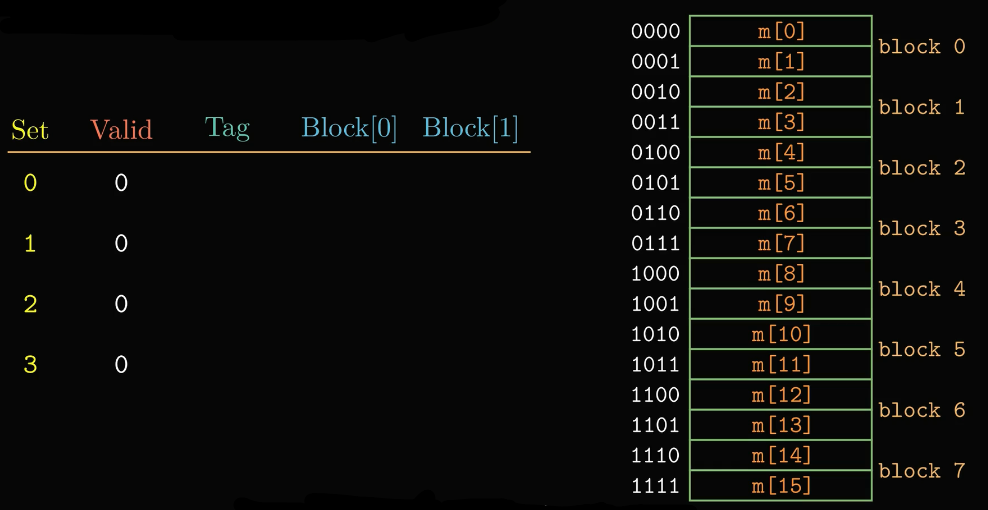 Set Valid Tag Block[0] Block[1]
0 0
1 0
2 0
3 0
0000 m[0]
block 0
0001 m[1]
0010 m[2]
block 1
0011 m[3]
0100 m[4]
block 2
0101 m[5]
0110 m[6]
block 3
0111 m[7]
1000 m[8]
block 4
1001 m[9]
1010 m[10]
block 5
1011 m[11]
1100 m[12]
block 6
1101 m[13]
1110 m[14]
block 7
1111 m[15]